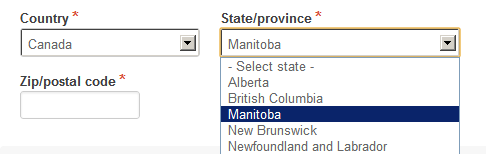 Country *
State/province *
Canada
Manitoba
- Select state -
Alberta
British Columbia
Manitoba
New Brunswick
Newfoundland and Labrador
Zip/postal code *